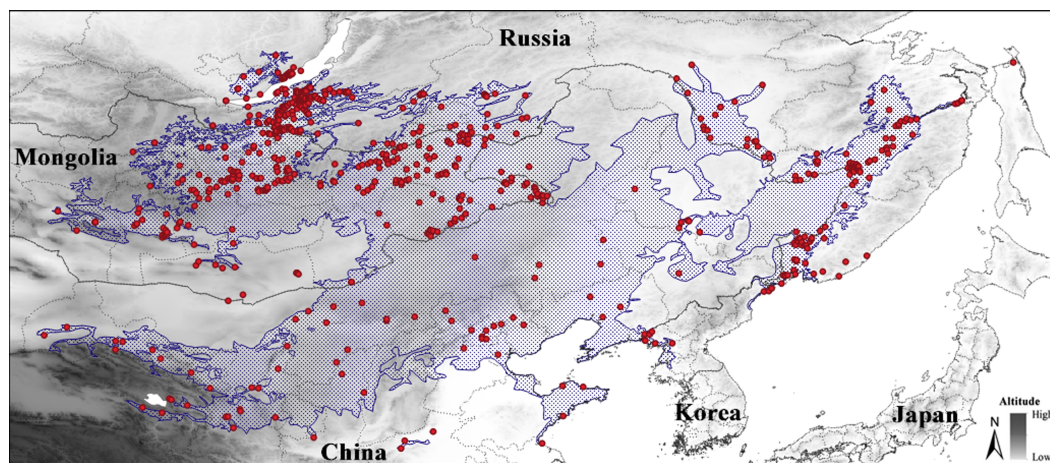 Russia
Mongolia
Korea
Japan
China
Altitude
High
Low
N